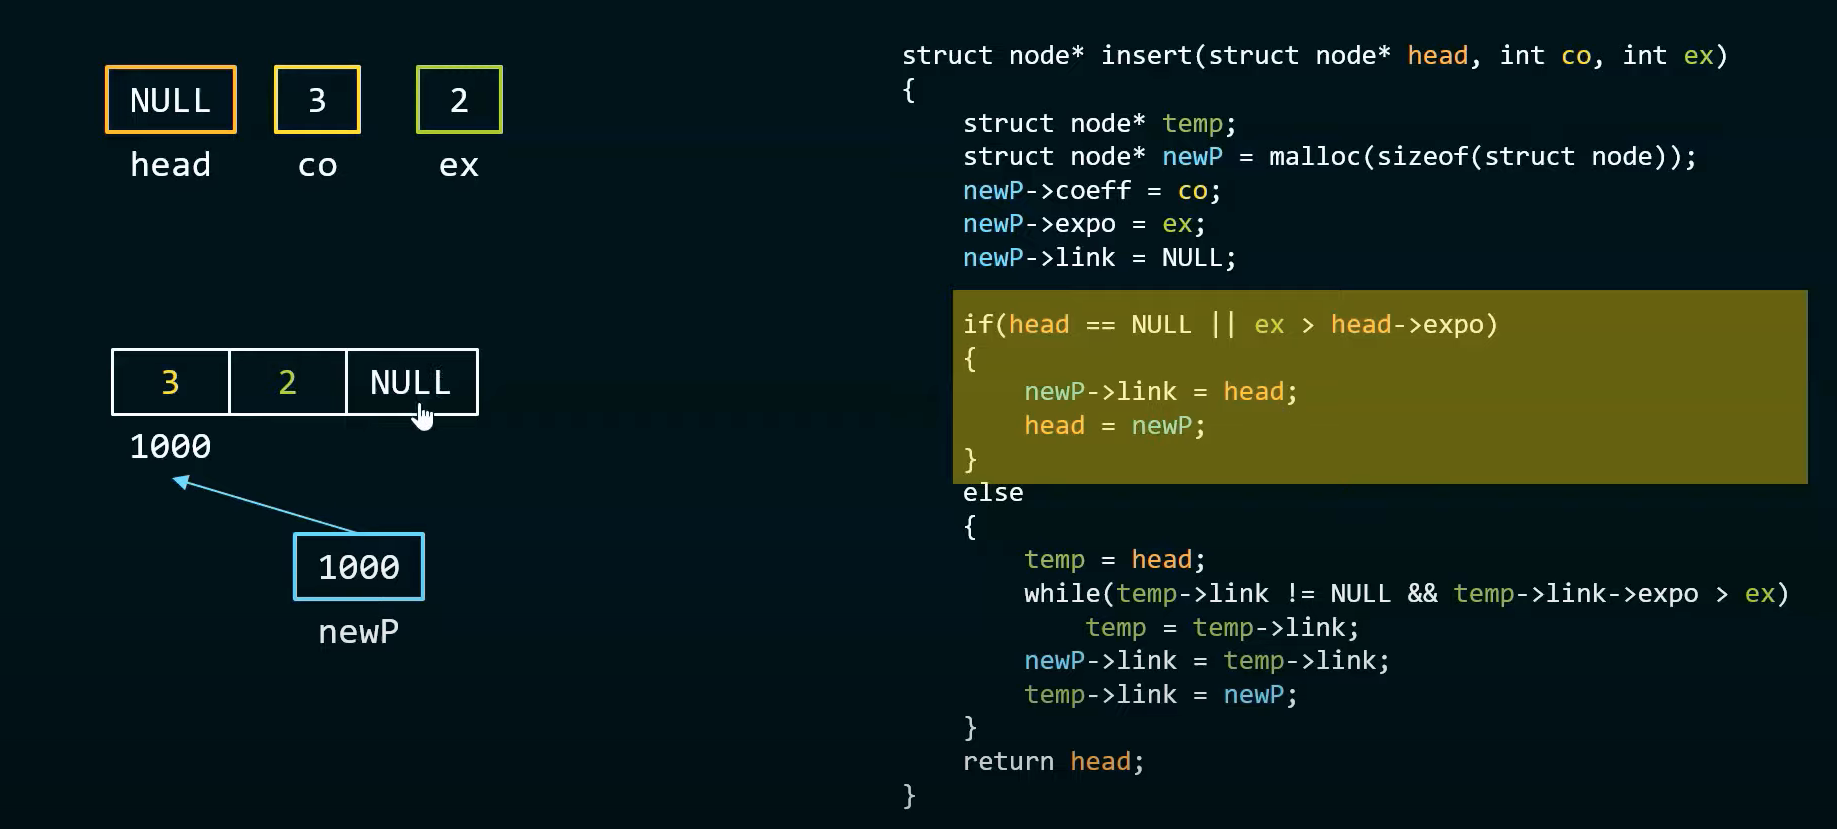 NULL 3 2
head co ex
3 2 NULL
1000
1000
newP
struct node* insert(struct node* head, int co, int ex)
{
    struct node* temp;
    struct node* newP = malloc(sizeof(struct node));
    newP->coeff = co;
    newP->expo = ex;
    newP->link = NULL;

    if(head == NULL || ex > head->expo)
    {
        newP->link = head;
        head = newP;
    }
    else
    {
        temp = head;
        while(temp->link != NULL && temp->link->expo > ex)
            temp = temp->link;
        newP->link = temp->link;
        temp->link = newP;
    }
    return head;
}